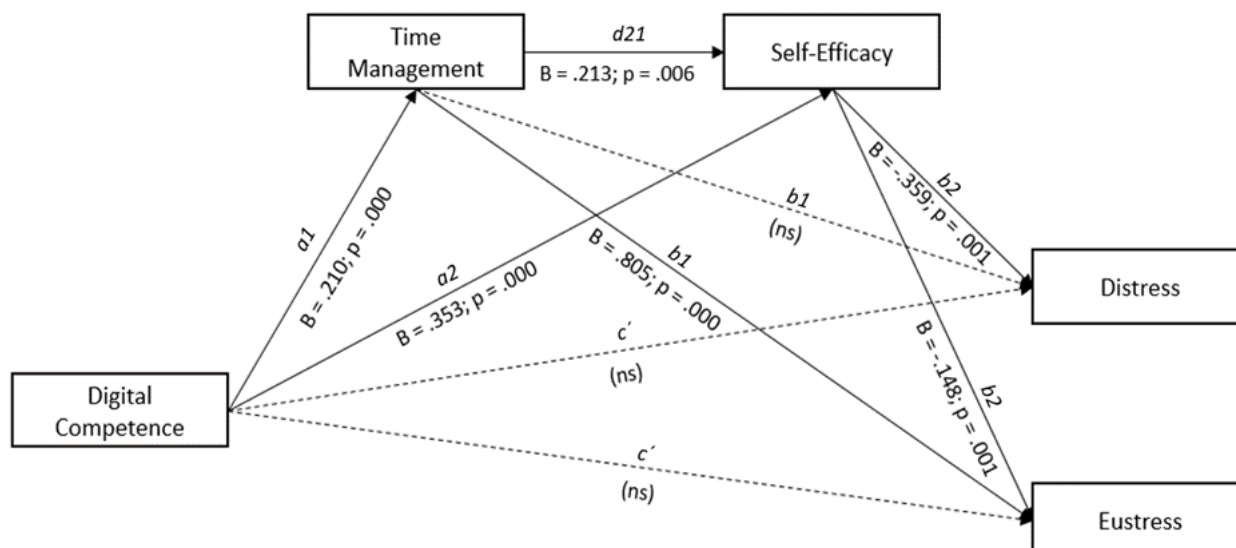 Time
Management
d21
B = .213; p = .006
Self-Efficacy
a1
B = .210; p = .000
a2
B = .353; p = .000
b1
B = .805; p = .000
b1
(ns)
b2
B = -.359; p = .001
b2
B = -.148; p = .001
c´
(ns)
c´
(ns)
Digital
Competence
Distress
Eustress